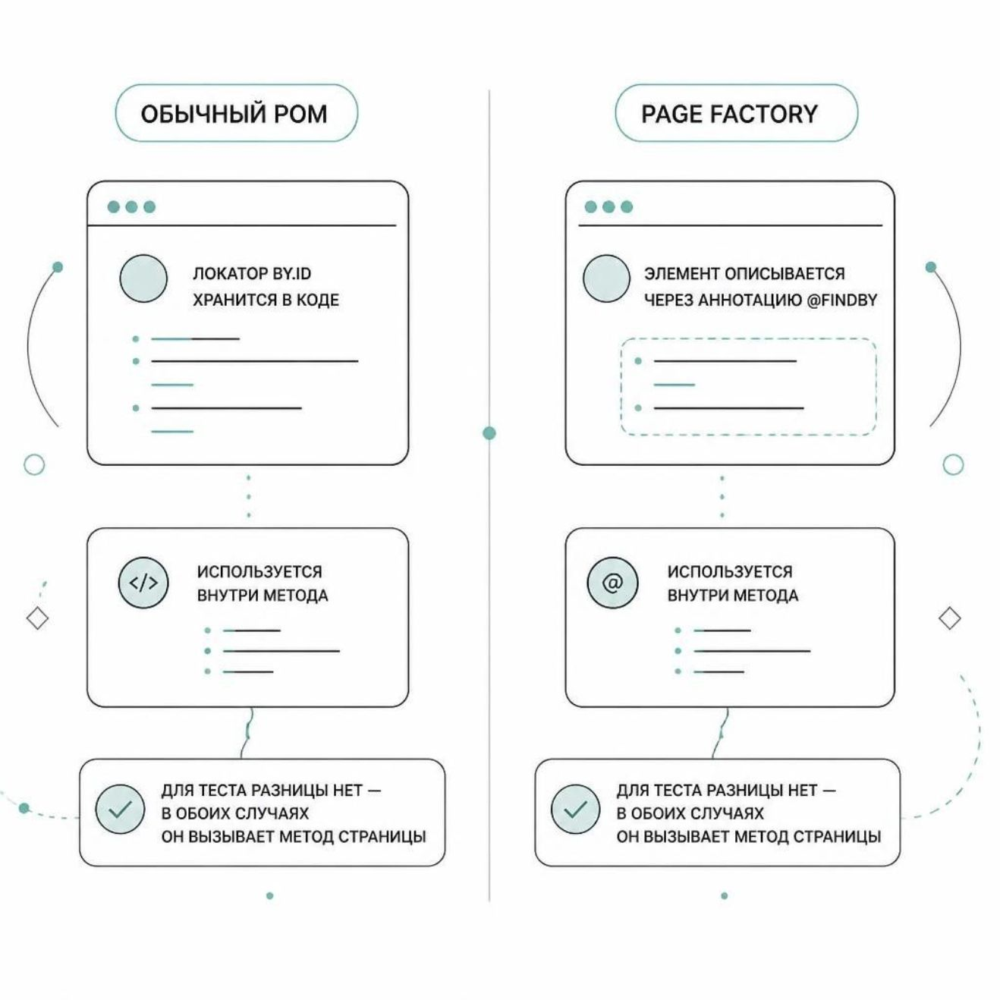 ОБЫЧНЫЙ POM
ЛОКАТОР BY.ID
ХРАНИТСЯ В КОДЕ
</>
ИСПОЛЬЗУЕТСЯ
ВНУТРИ МЕТОДА
ДЛЯ ТЕСТА РАЗНИЦЫ НЕТ —
В ОБОИХ СЛУЧАЯХ
ОН ВЫЗЫВАЕТ МЕТОД СТРАНИЦЫ
PAGE FACTORY
ЭЛЕМЕНТ ОПИСЫВАЕТСЯ
ЧЕРЕЗ АННОТАЦИЮ @FINDBY
@
ИСПОЛЬЗУЕТСЯ
ВНУТРИ МЕТОДА
ДЛЯ ТЕСТА РАЗНИЦЫ НЕТ —
В ОБОИХ СЛУЧАЯХ
ОН ВЫЗЫВАЕТ МЕТОД СТРАНИЦЫ